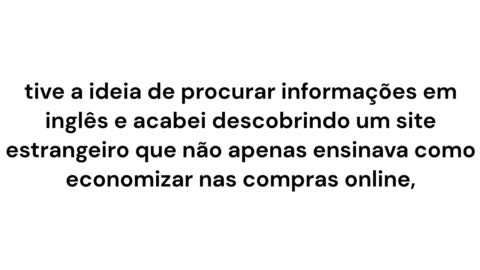 tive a ideia de procurar informações em
inglês e acabei descobrindo um site
estrangeiro que não apenas ensinava como
economizar nas compras online,